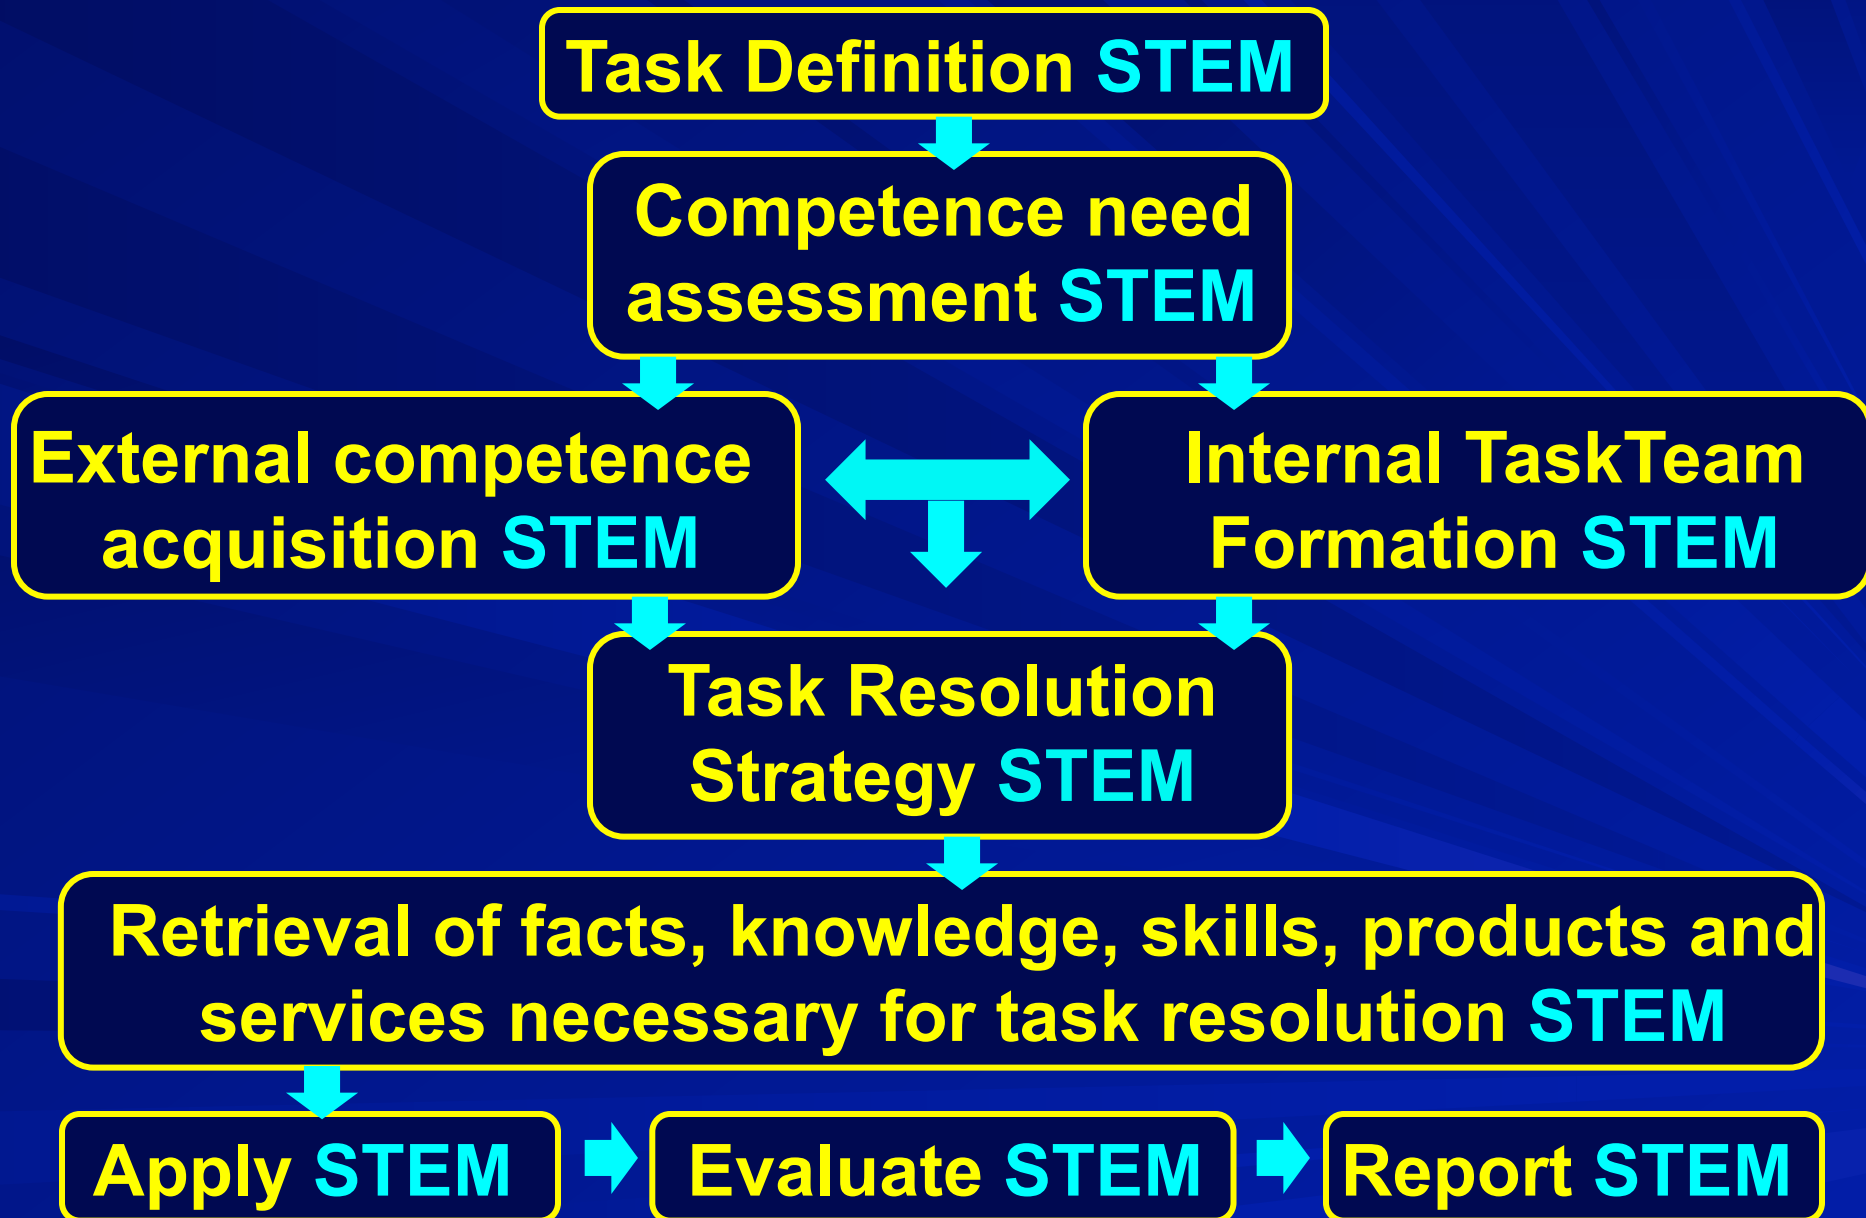 Task Definition STEM
Competence need
assessment STEM
External competence
acquisition STEM
Internal TaskTeam
Formation STEM
Task Resolution
Strategy STEM
Retrieval of facts, knowledge, skills, products and
services necessary for task resolution STEM
Apply STEM
Evaluate STEM
Report STEM